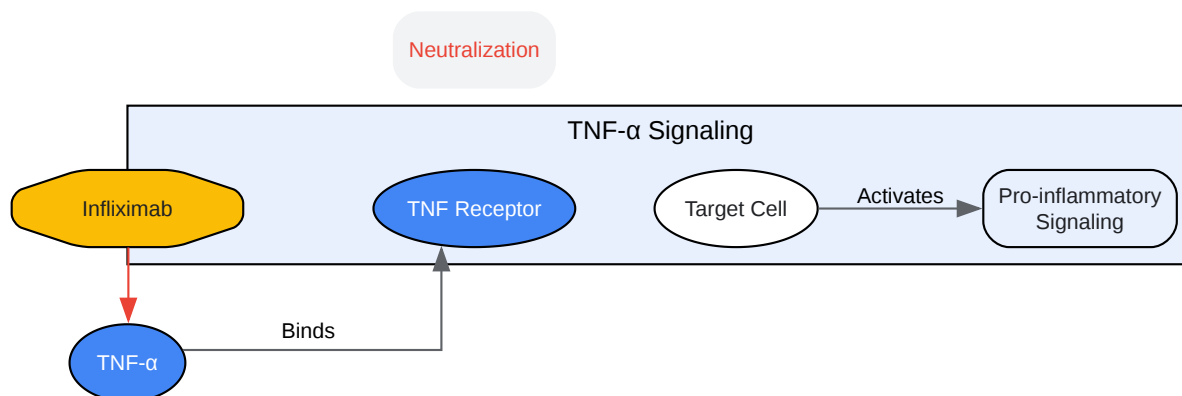 Neutralization
TNF-α Signaling
Infliximab
TNF Receptor
Target Cell
Activates
Pro-inflammatory
Signaling
Binds
TNF-α